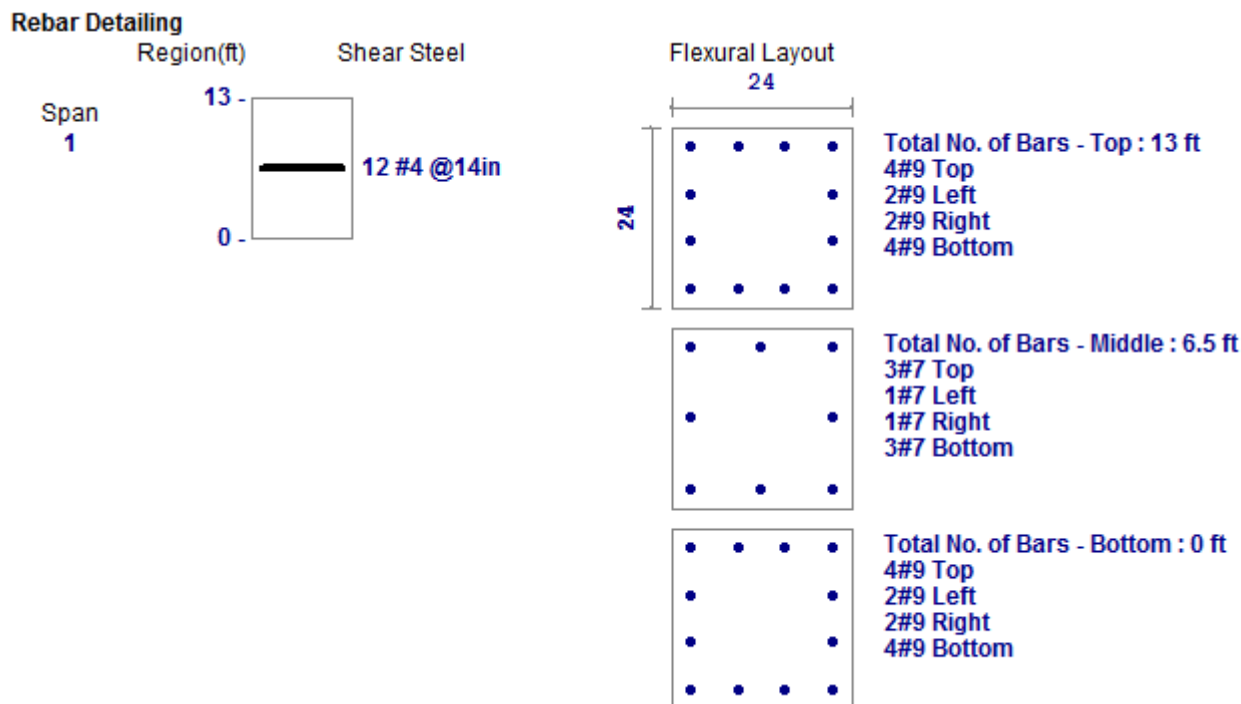 Rebar Detailing
Region(ft) Shear Steel Flexural Layout
Span
1
13 -
12 #4 @14in
0 -
24
24
Total No. of Bars - Top : 13 ft
4#9 Top
2#9 Left
2#9 Right
4#9 Bottom
Total No. of Bars - Middle : 6.5 ft
3#7 Top
1#7 Left
1#7 Right
3#7 Bottom
Total No. of Bars - Bottom : 0 ft
4#9 Top
2#9 Left
2#9 Right
4#9 Bottom